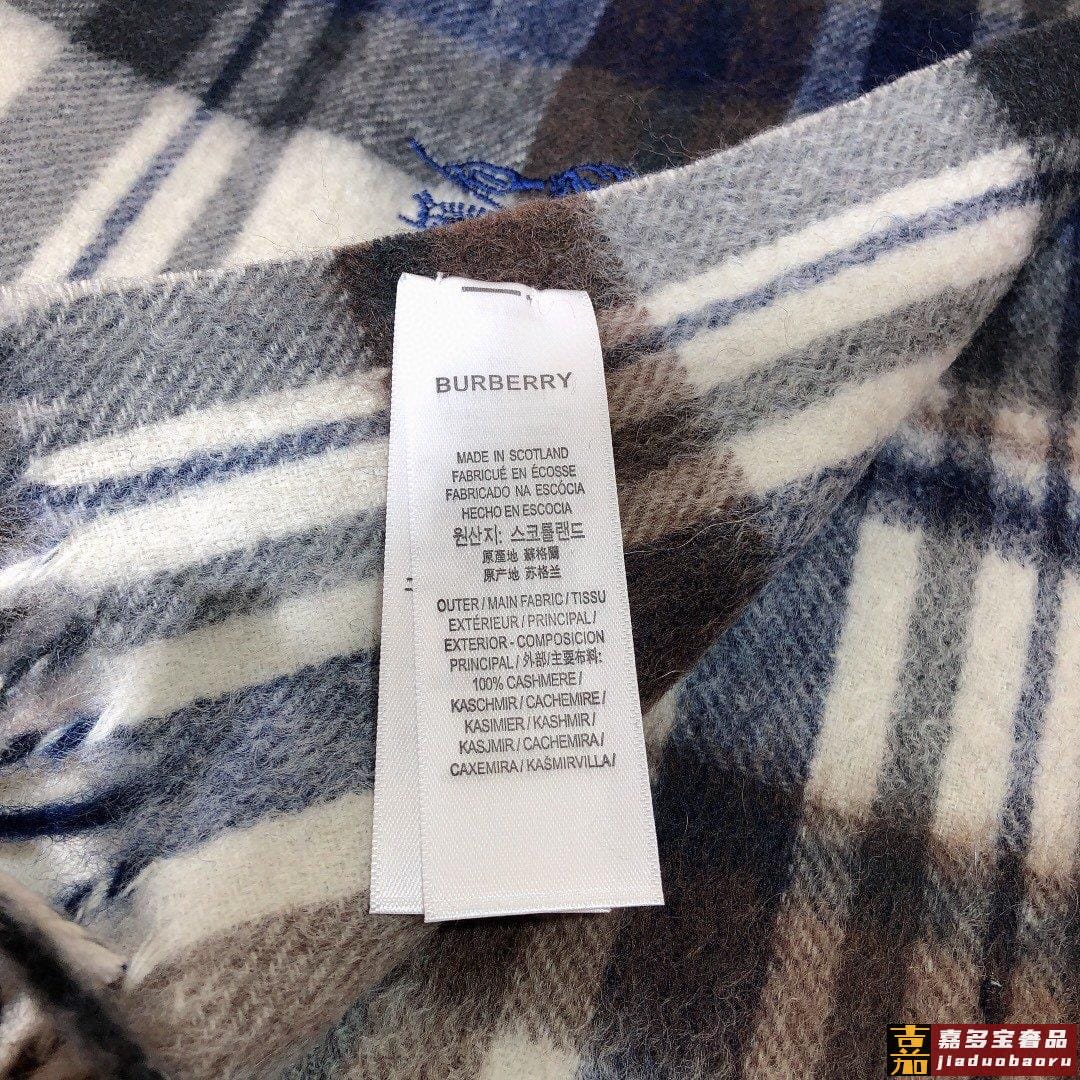 BURBERRY
MADE IN SCOTLAND
FABRIQUÉ EN ÉCOSSE
FABRICADO NA ESCÓCIA
HECHO EN ESCOCIA
원산지: 스코틀랜드
原產地 蘇格蘭
原产地 苏格兰
OUTER / MAIN FABRIC / TISSU
EXTÉRIEUR / PRINCIPAL /
EXTERIOR - COMPOSICION
PRINCIPAL / 外部/主要布料:
100% CASHMERE /
KASCHMIR / CACHEMIRE /
KASIMIER / KASHMIR /
KASJMIR / CACHEMIRA /
CAXEMIRA / KAŠMIRVILLA /
嘉多宝奢品
jiaduobaoru